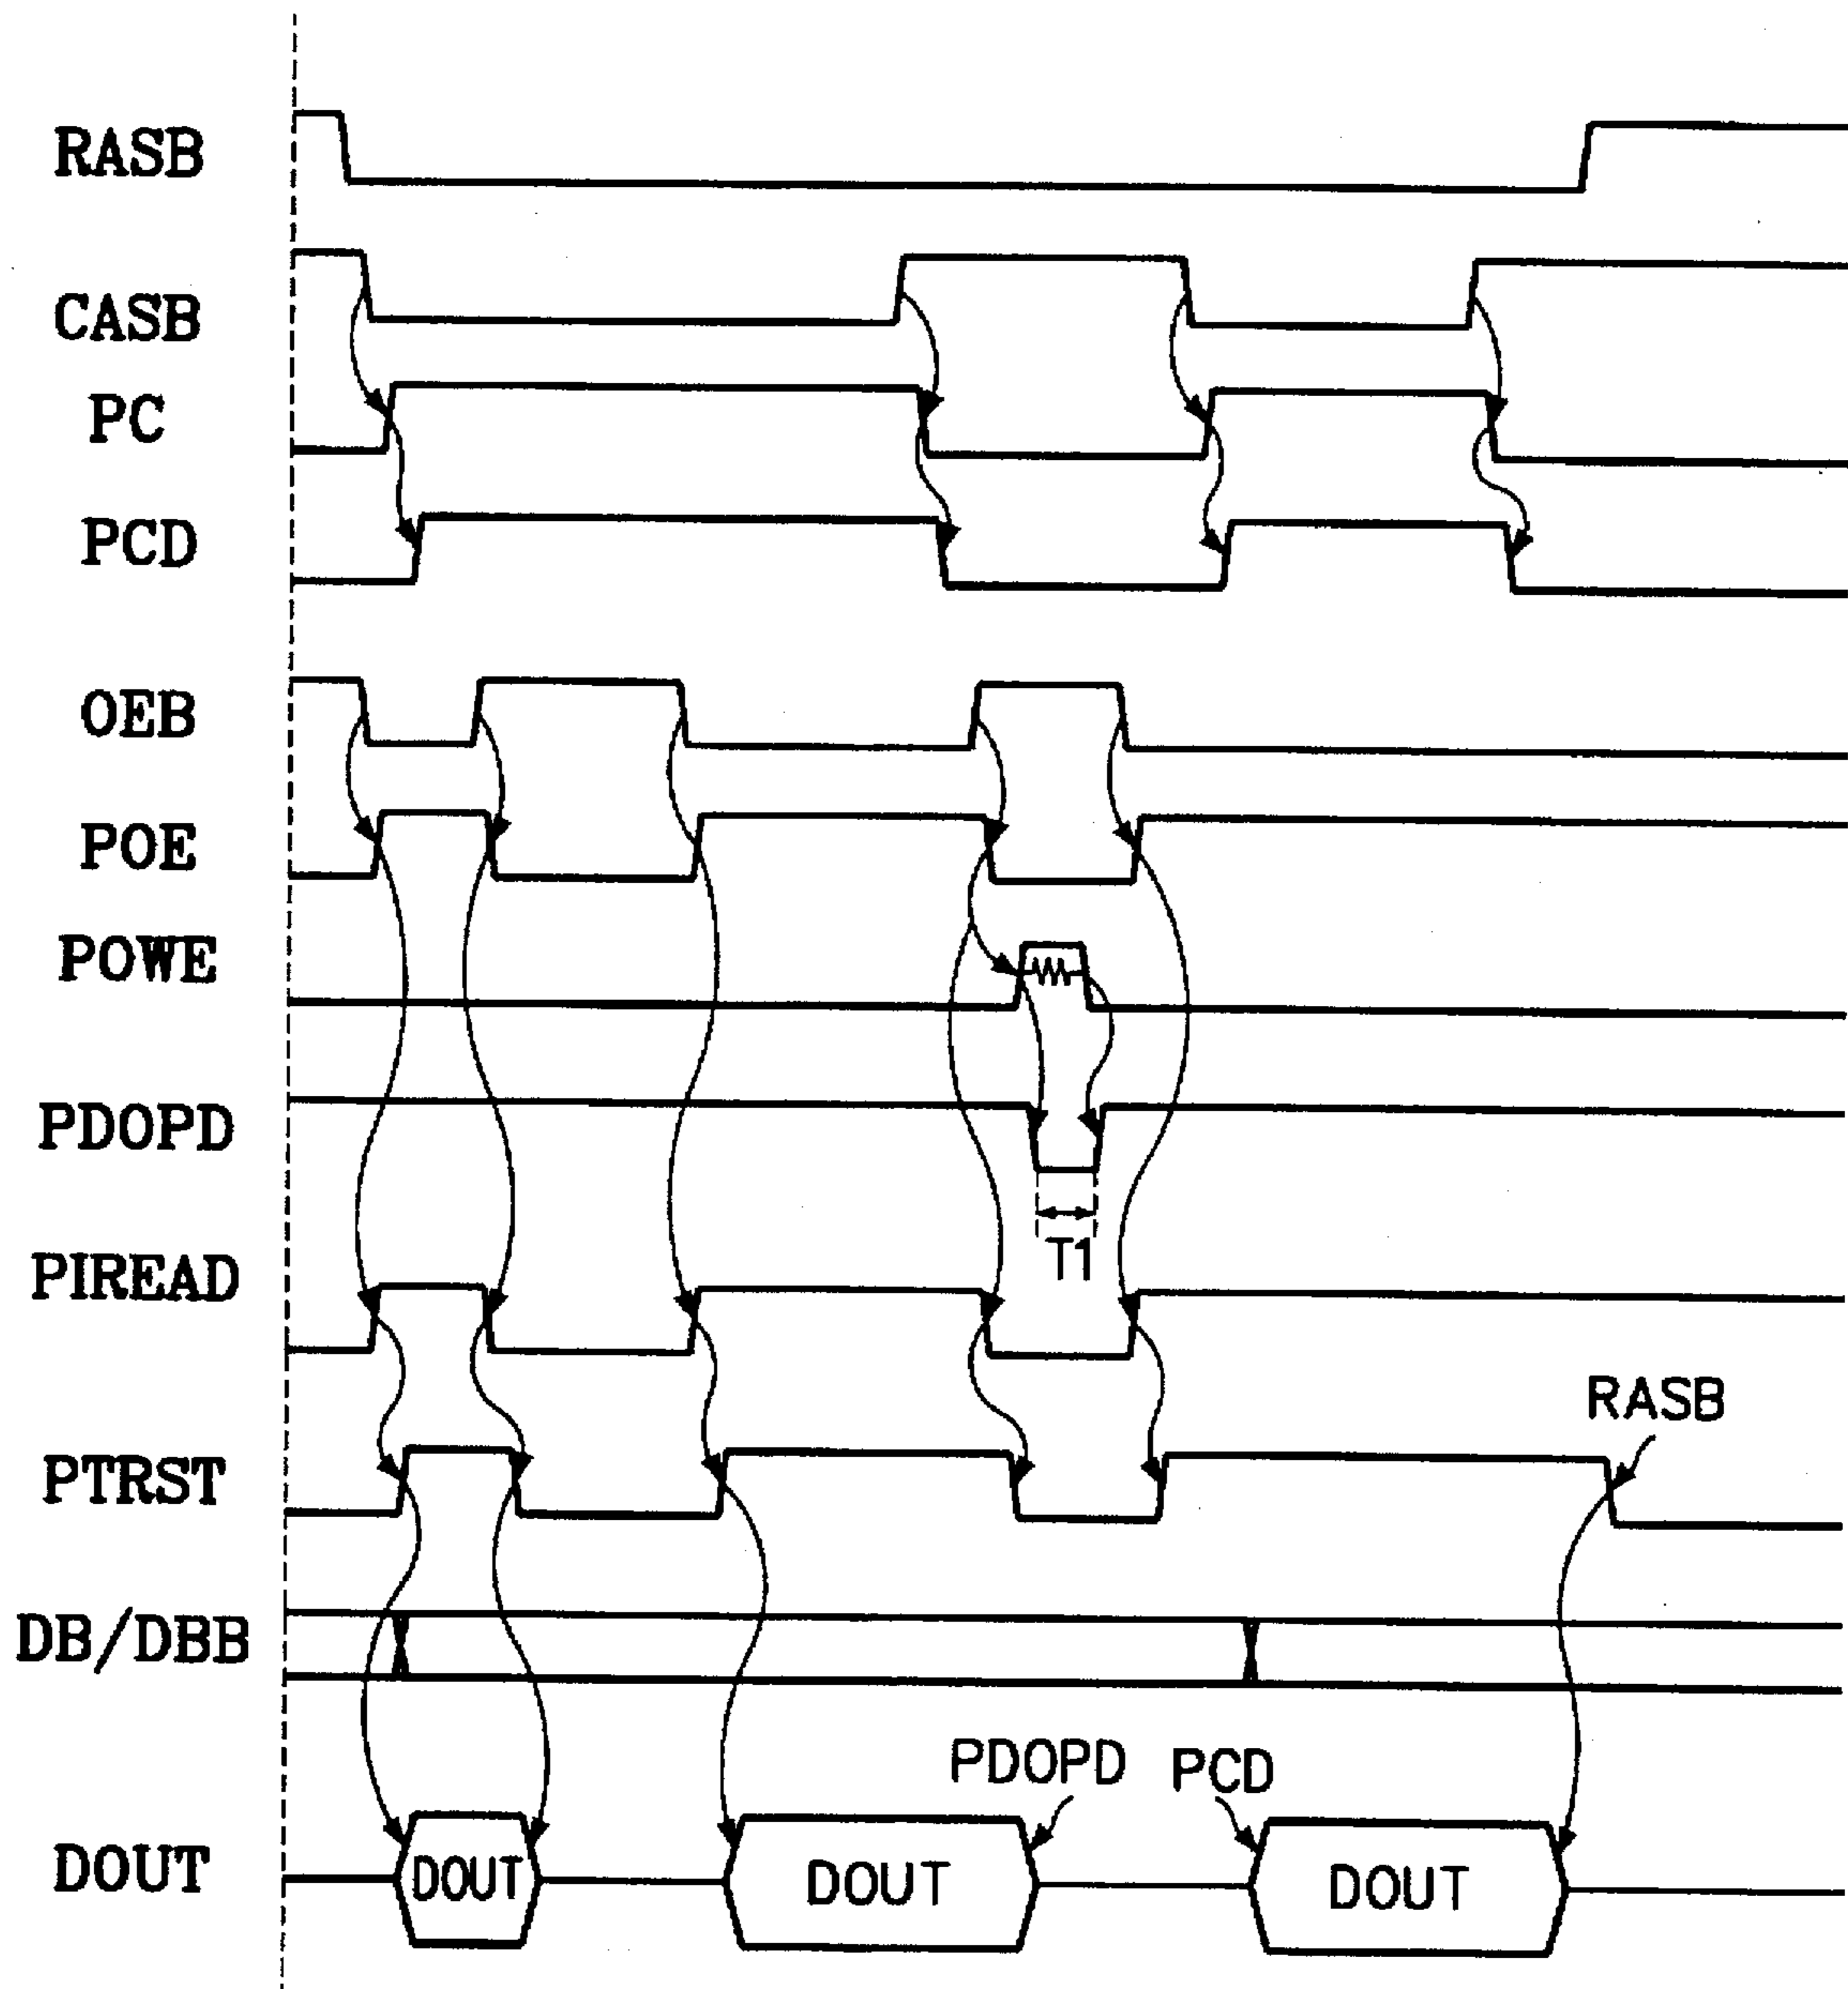 RASB
CASB
PC
PCD
OEB
POE
POWE
PDOPD
T1
PIREAD
RASB
PTRST
DB/DBB
PDOPD PCD
DOUT DOUT DOUT DOUT